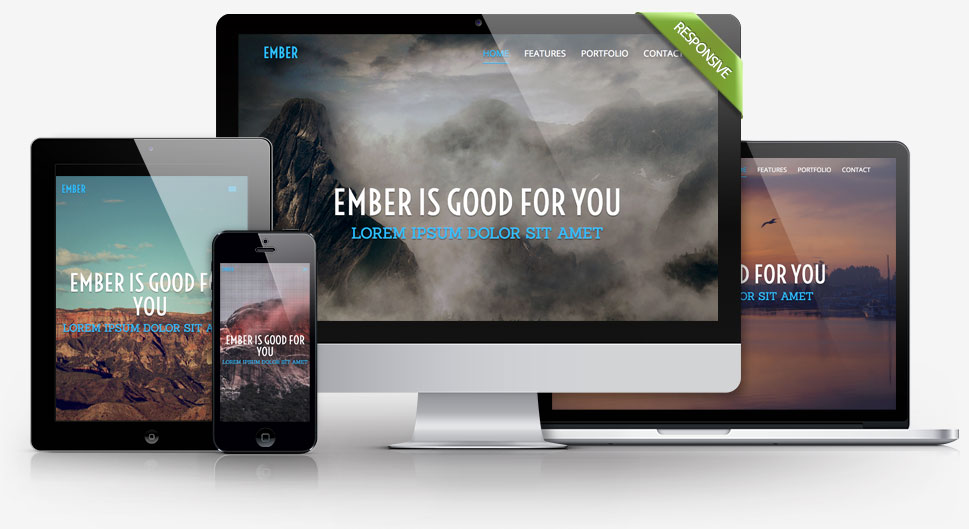 EMBER
HOME FEATURES PORTFOLIO CONTACT
RESPONSIVE
EMBER IS GOOD FOR YOU
LOREM IPSUM DOLOR SIT AMET
EMBER
EMBER IS GOOD F
YOU
LOREM IPSUM DOLOR SIT A
EMBER
EMBER IS GOOD FOR
YOU
LOREM IPSUM DOLOR SIT AMET
FEATURES PORTFOLIO CONTACT
D FOR YOU
OR SIT AMET